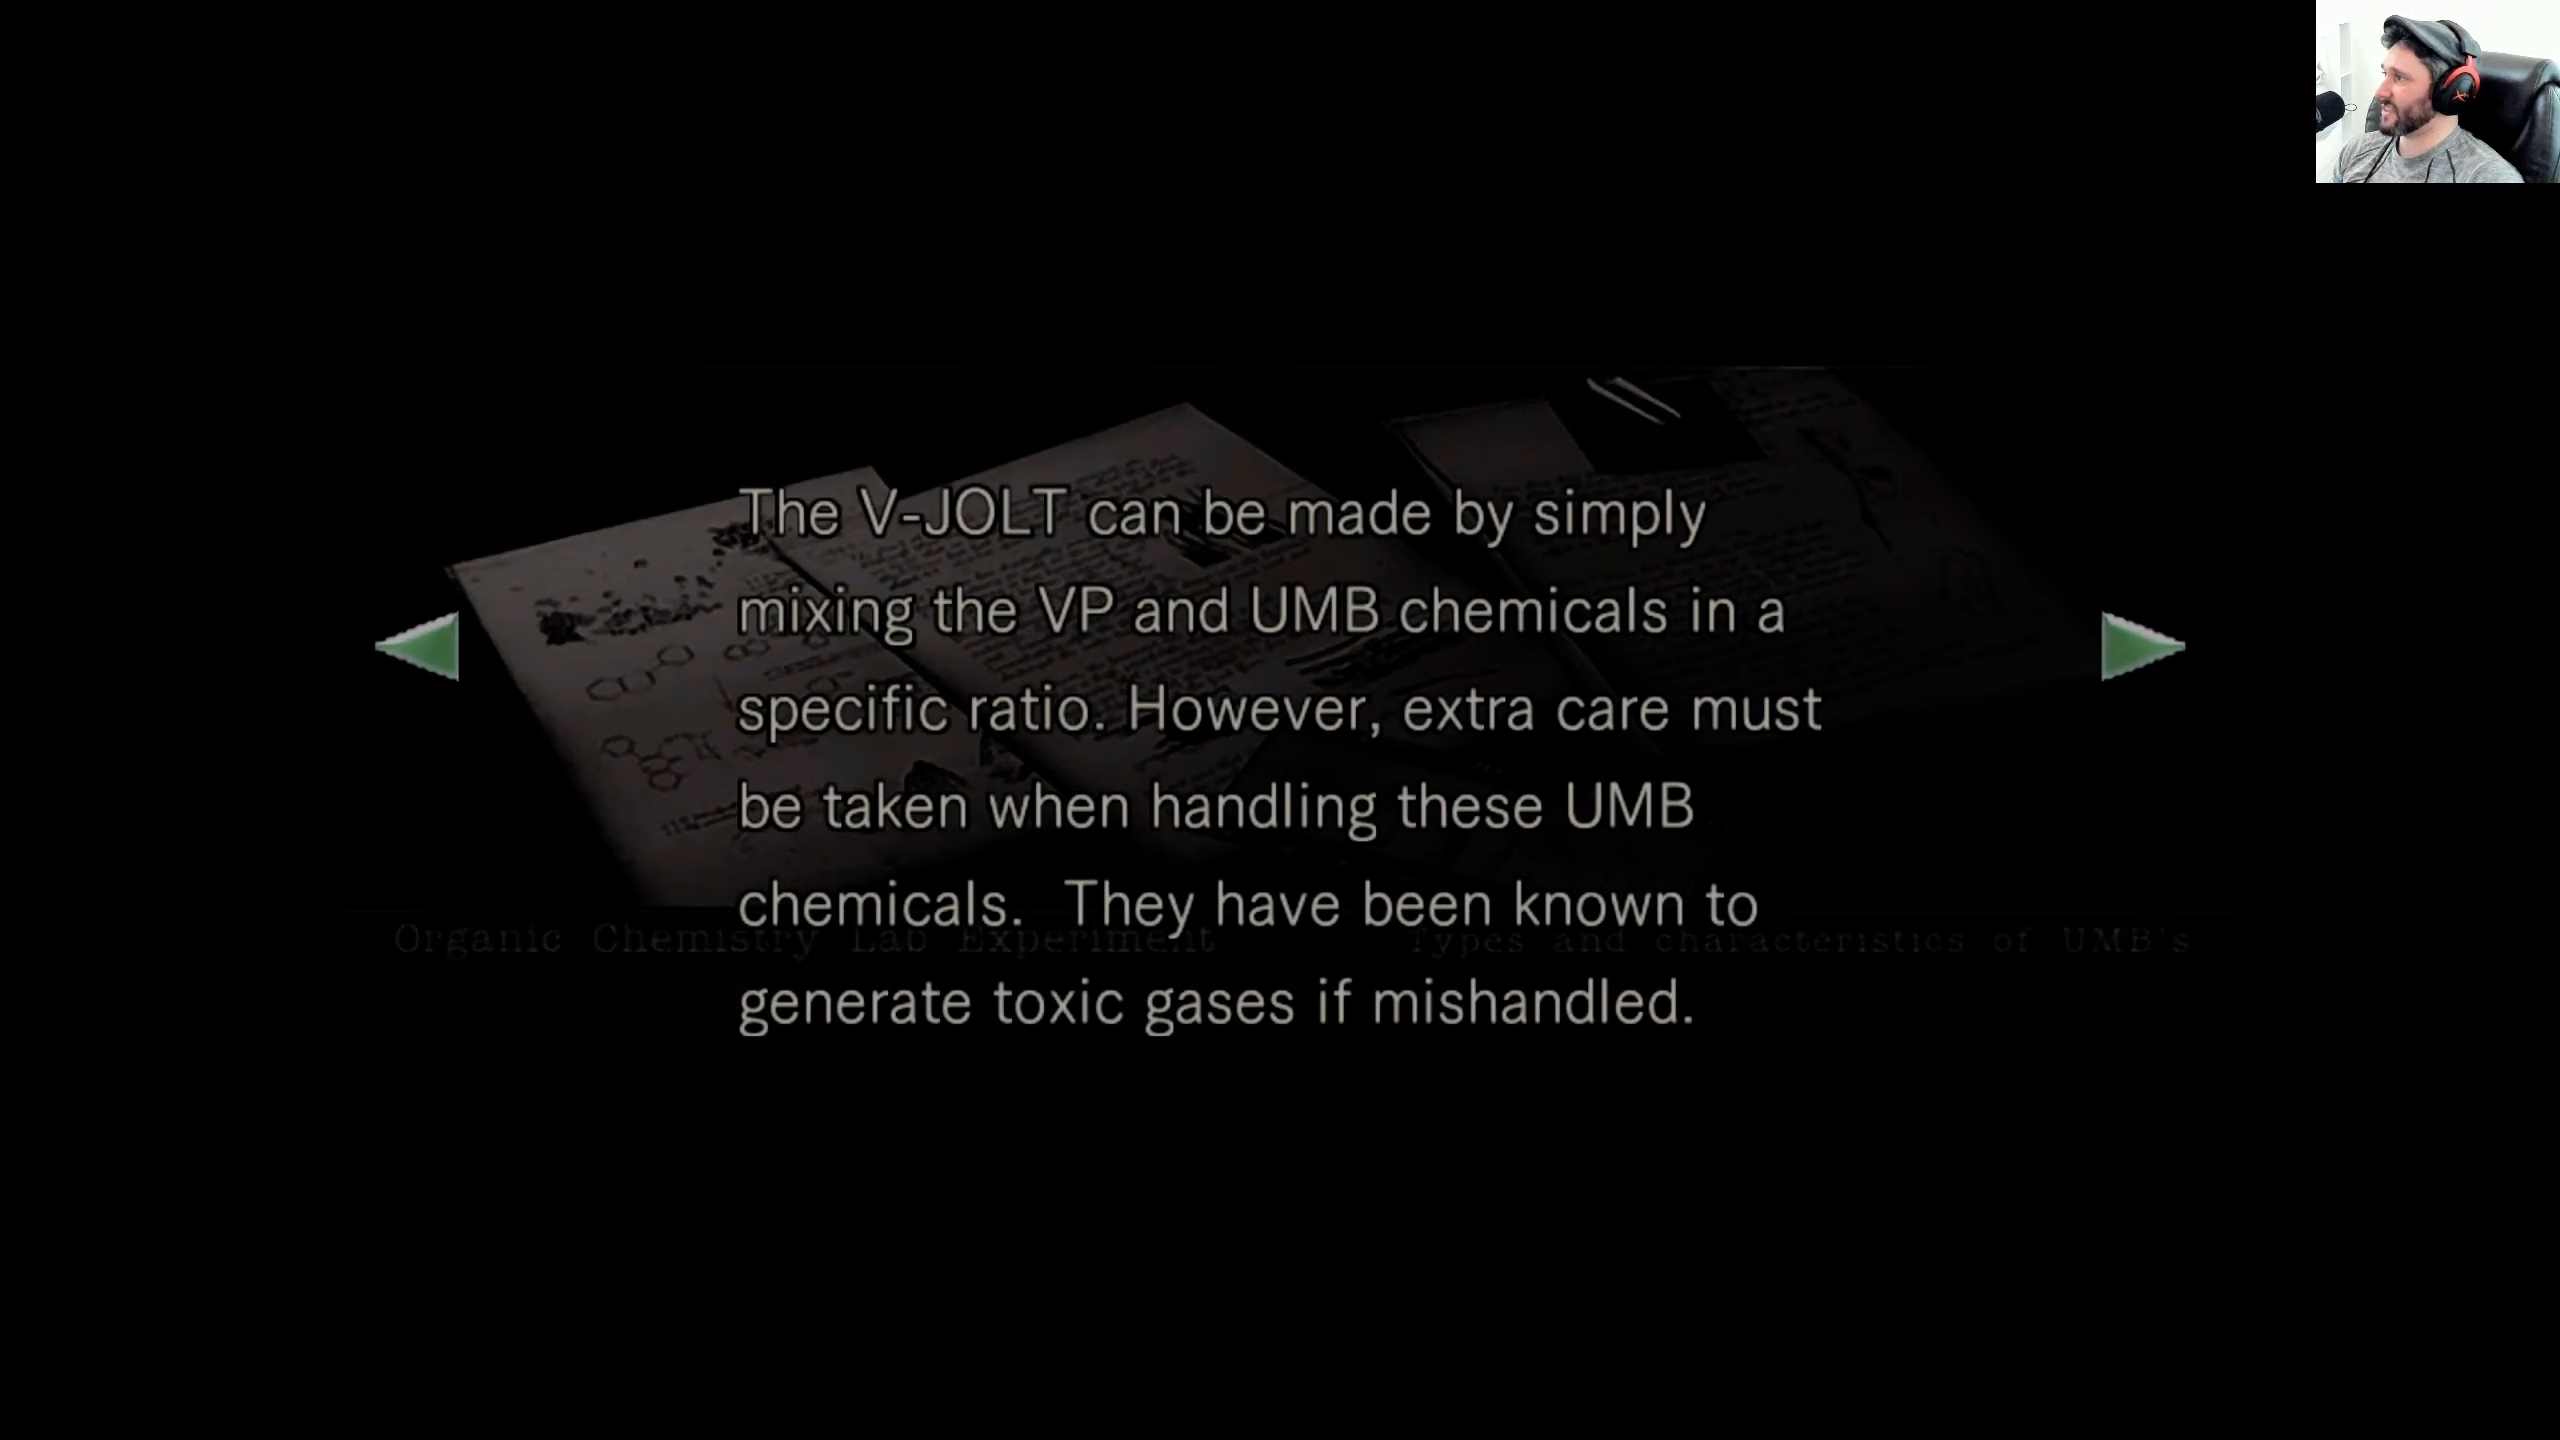 The V-JOLT can be made by simply
mixing the VP and UMB chemicals in a
specific ratio. However, extra care must
be taken when handling these UMB
chemicals.  They have been known to
Organic Chemistry Lab Experiment
Types and characteristics of UMB's
generate toxic gases if mishandled.